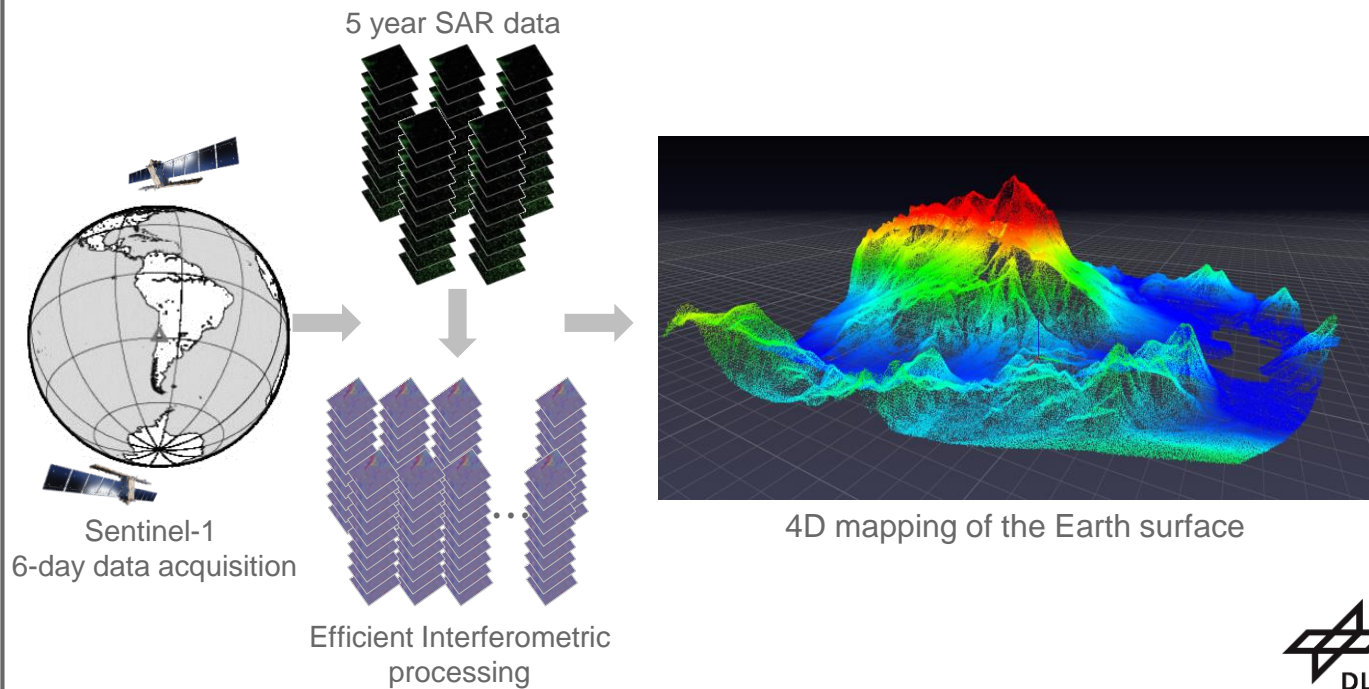 5 year SAR data
Sentinel-1
6-day data acquisition
...
Efficient Interferometric
processing
4D mapping of the Earth surface